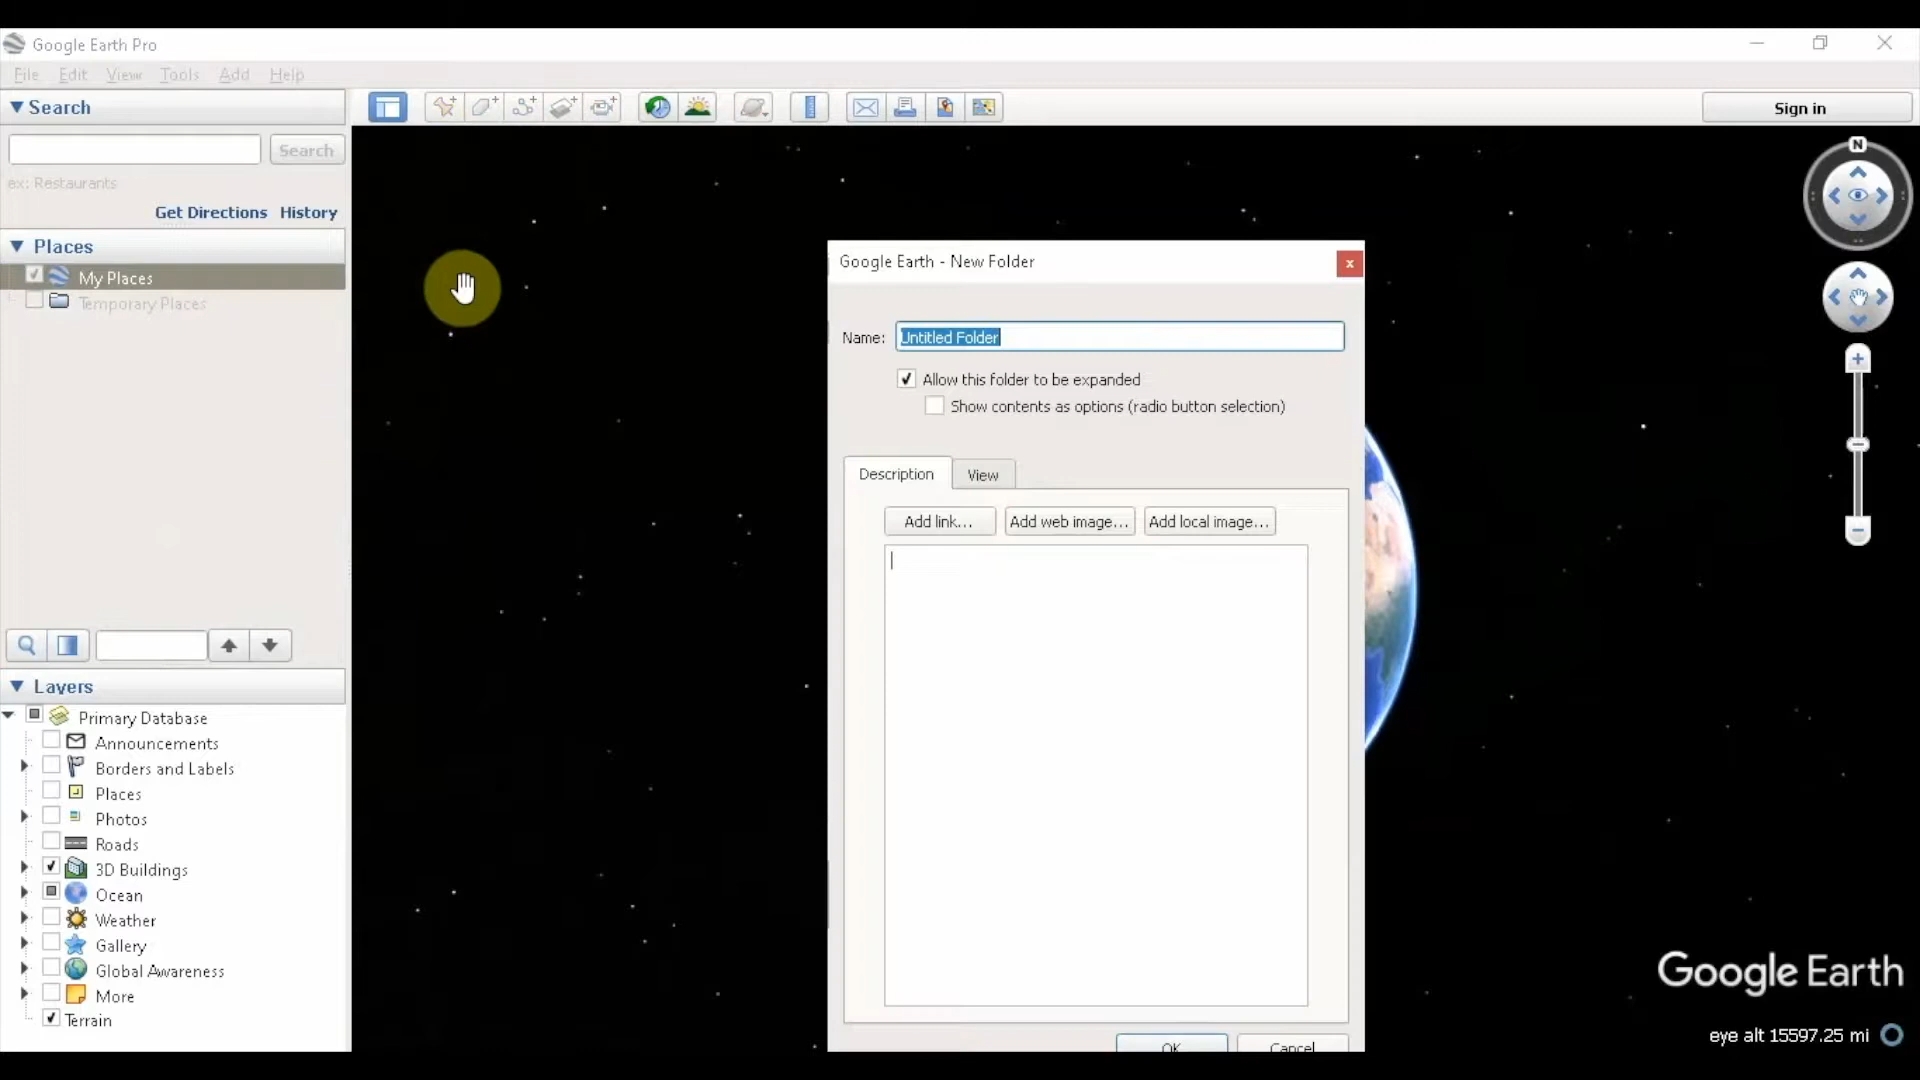 Google Earth Pro
File Edit View Tools Add Help
Search
Sign in
Search
ex: Restaurants
Get Directions History
Places
My Places
Temporary Places
Layers
Primary Database
Announcements
Borders and Labels
Places
Photos
Roads
3D Buildings
Ocean
Weather
Gallery
Global Awareness
More
Terrain
Google Earth - New Folder
Name: Untitled Folder
Allow this folder to be expanded
Show contents as options (radio button selection)
Description View
Add link... Add web image... Add local image...
OK Cancel
N
Google Earth
eye alt 15597.25 mi